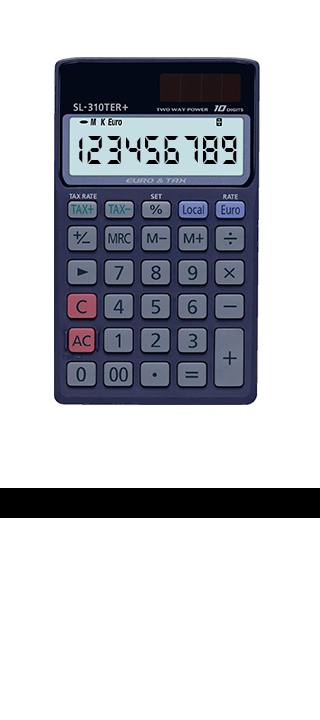 SL-310TER+
TWO WAY POWER 10 DIGITS
M K Euro
123456789
EURO & TAX
TAX RATE SET RATE
TAX+ TAX− % Local Euro
+/− MRC M− M+ ÷
▶ 7 8 9 ×
C 4 5 6 −
AC 1 2 3 +
0 00 · =